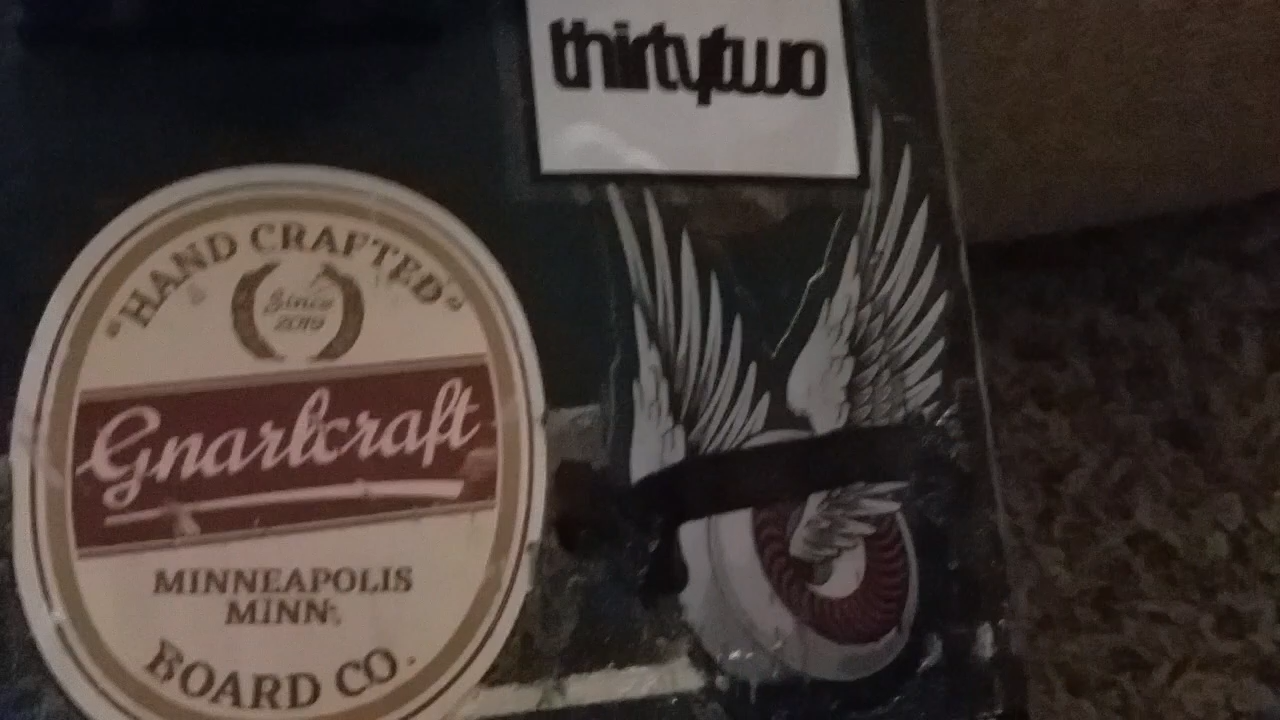 thirtytwo
"HAND CRAFTED"
Since
2019
Gnarlcraft
MINNEAPOLIS
MINN.
BOARD CO.